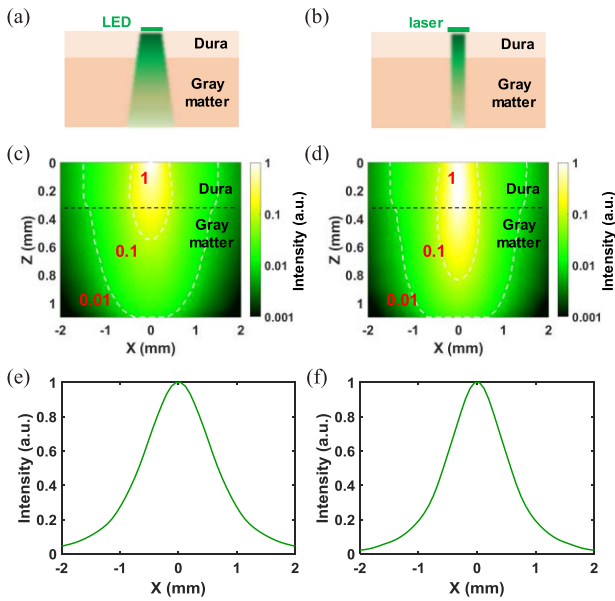 (a)
LED
Dura
Gray
matter
(b)
laser
Dura
Gray
matter
(c)
0
0.2
0.4
0.6
0.8
1
Z (mm)
1
0.1
0.01
Dura
Gray
matter
-2
-1
0
1
2
X (mm)
1
0.1
0.01
0.001
Intensity (a.u.)
(d)
0
0.2
0.4
0.6
0.8
1
1
0.1
0.01
Dura
Gray
matter
-2
-1
0
1
2
X (mm)
1
0.1
0.01
0.001
Intensity (a.u.)
(e)
1
0.8
0.6
0.4
0.2
0
Intensity (a.u.)
-2
-1
0
1
2
X (mm)
(f)
1
0.8
0.6
0.4
0.2
0
Intensity (a.u.)
-2
-1
0
1
2
X (mm)